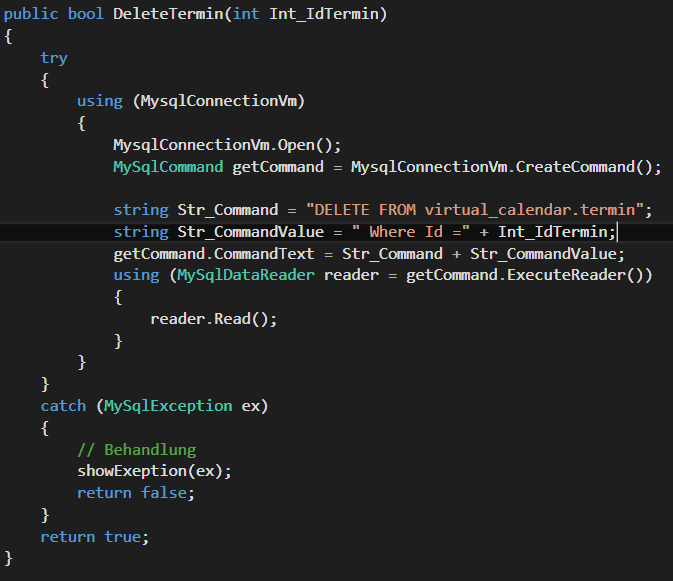 public bool DeleteTermin(int Int_IdTermin)
{
    try
    {
        using (MysqlConnectionVm)
        {
            MysqlConnectionVm.Open();
            MySqlCommand getCommand = MysqlConnectionVm.CreateCommand();

            string Str_Command = "DELETE FROM virtual_calendar.termin";
            string Str_CommandValue = " Where Id =" + Int_IdTermin;
            getCommand.CommandText = Str_Command + Str_CommandValue;
            using (MySqlDataReader reader = getCommand.ExecuteReader())
            {
                reader.Read();
            }
        }
    }
    catch (MySqlException ex)
    {
        // Behandlung
        showExeption(ex);
        return false;
    }
    return true;
}